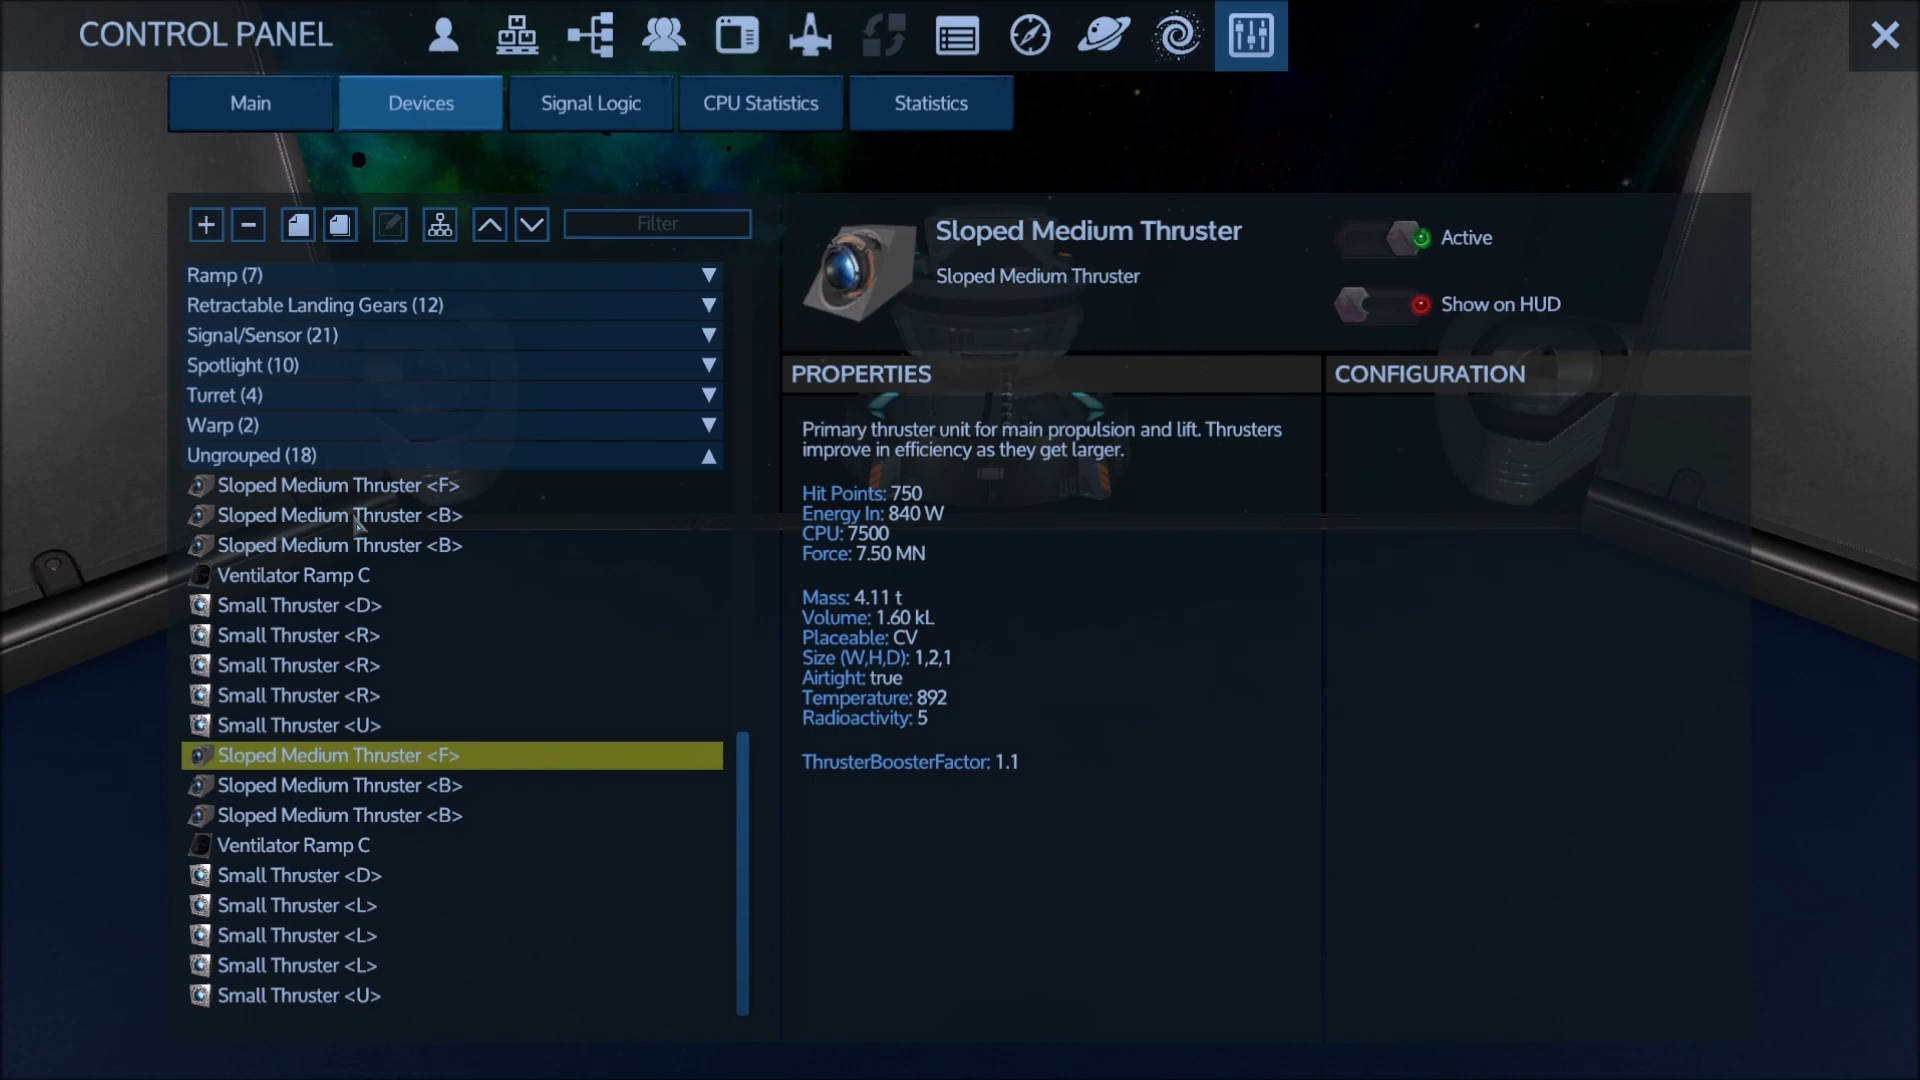 CONTROL PANEL
Main
Devices
Signal Logic
CPU Statistics
Statistics
Filter
Ramp (7)
Retractable Landing Gears (12)
Signal/Sensor (21)
Spotlight (10)
Turret (4)
Warp (2)
Ungrouped (18)
Sloped Medium Thruster <F>
Sloped Medium Thruster <B>
Sloped Medium Thruster <B>
Ventilator Ramp C
Small Thruster <D>
Small Thruster <R>
Small Thruster <R>
Small Thruster <R>
Small Thruster <U>
Sloped Medium Thruster <F>
Sloped Medium Thruster <B>
Sloped Medium Thruster <B>
Ventilator Ramp C
Small Thruster <D>
Small Thruster <L>
Small Thruster <L>
Small Thruster <L>
Small Thruster <U>
Sloped Medium Thruster
Sloped Medium Thruster
Active
Show on HUD
PROPERTIES
Primary thruster unit for main propulsion and lift. Thrusters
improve in efficiency as they get larger.
Hit Points: 750
Energy In: 840 W
CPU: 7500
Force: 7.50 MN
Mass: 4.11 t
Volume: 1.60 kL
Placeable: CV
Size (W,H,D): 1,2,1
Airtight: true
Temperature: 892
Radioactivity: 5
ThrusterBoosterFactor: 1.1
CONFIGURATION